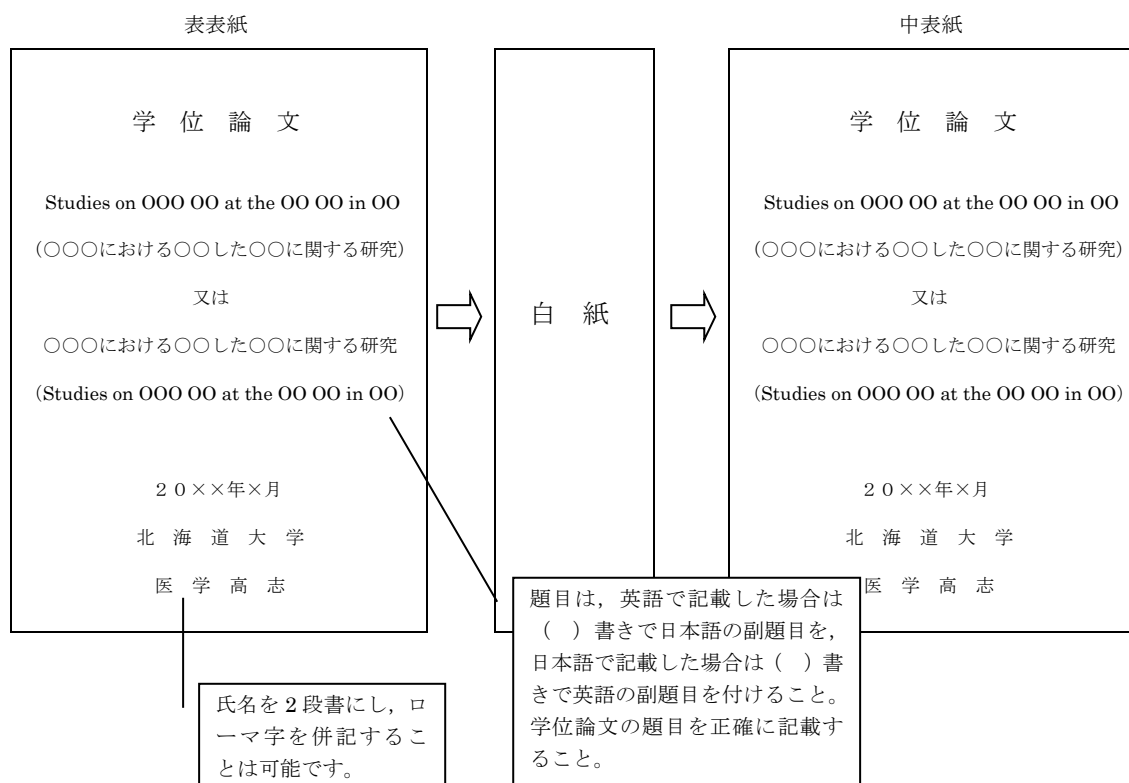 表表紙
学 位 論 文
Studies on OOO OO at the OO OO in OO
(○○○における○○した○○に関する研究)
又は
○○○における○○した○○に関する研究
(Studies on OOO OO at the OO OO in OO)
２０××年×月
北 海 道 大 学
医 学 高 志
氏名を 2 段書にし，ロ
ーマ字を併記するこ
とは可能です。
白 紙
題目は，英語で記載した場合は
（ ）書きで日本語の副題目を，
日本語で記載した場合は（ ）書
きで英語の副題目を付けること。
学位論文の題目を正確に記載す
ること。
中表紙
学 位 論 文
Studies on OOO OO at the OO OO in OO
(○○○における○○した○○に関する研究)
又は
○○○における○○した○○に関する研究
(Studies on OOO OO at the OO OO in OO)
２０××年×月
北 海 道 大 学
医 学 高 志